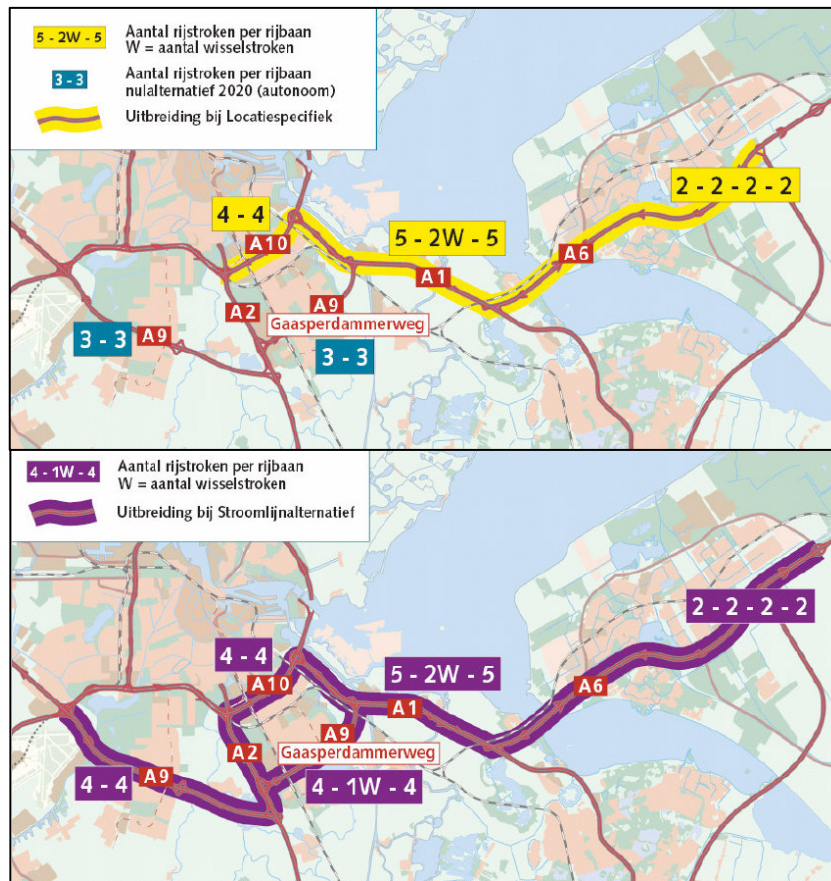 5 - 2W - 5
Aantal rijstroken per rijbaan
W = aantal wisselstroken
3 - 3
Aantal rijstroken per rijbaan
nulalternatief 2020 (autonoom)
Uitbreiding bij Locatiespecifiek
4 - 4
2 - 2 - 2 - 2
A10
5 - 2W - 5
A6
A1
A2
A9
Gaasperdammerweg
3 - 3
A9
3 - 3
4 - 1W - 4
Aantal rijstroken per rijbaan
W = aantal wisselstroken
Uitbreiding bij Stroomlijnalternatief
2 - 2 - 2 - 2
4 - 4
5 - 2W - 5
A10
A6
A1
A9
A2
Gaasperdammerweg
4 - 4
A9
4 - 1W - 4